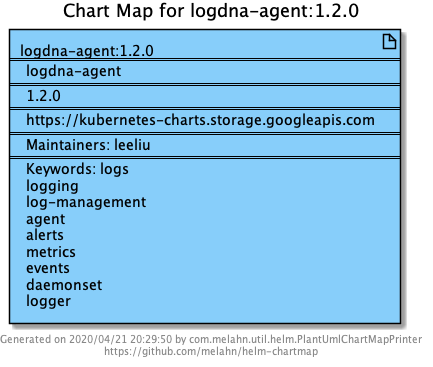 Chart Map for logdna-agent:1.2.0
logdna-agent:1.2.0
logdna-agent
1.2.0
https://kubernetes-charts.storage.googleapis.com
Maintainers: leeliu
Keywords: logs
logging
log-management
agent
alerts
metrics
events
daemonset
logger
Generated on 2020/04/21 20:29:50 by com.melahn.util.helm.PlantUmlChartMapPrinter
https://github.com/melahn/helm-chartmap